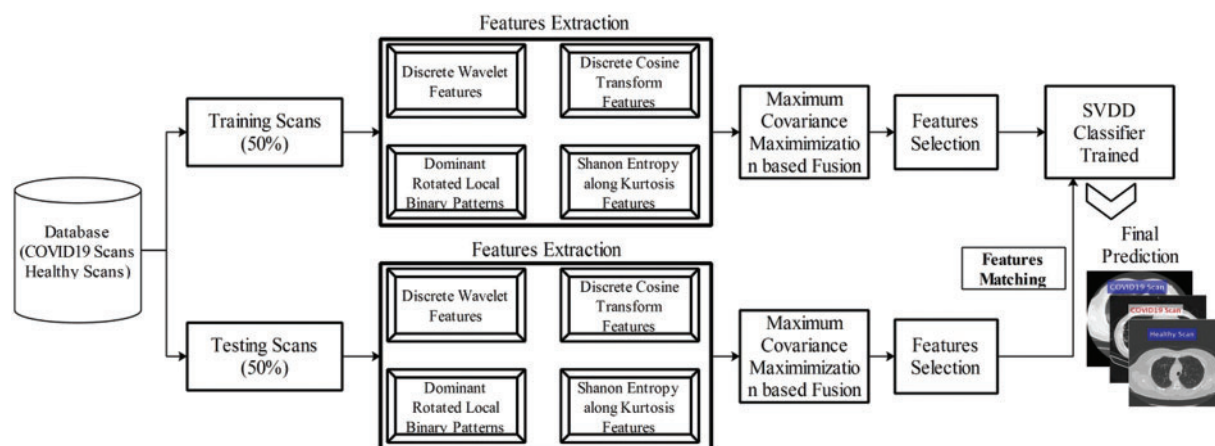 Features Extraction
Discrete Wavelet
Features
Discrete Cosine
Transform
Features
Dominant
Rotated Local
Binary Patterns
Shanon Entropy
along Kurtosis
Features
Training Scans
(50%)
Maximum
Covariance
Maximimizatio
n based Fusion
Features
Selection
SVDD
Classifier
Trained
Database
(COVID19 Scans
Healthy Scans)
Features Extraction
Discrete Wavelet
Features
Discrete Cosine
Transform
Features
Dominant
Rotated Local
Binary Patterns
Shanon Entropy
along Kurtosis
Features
Testing Scans
(50%)
Maximum
Covariance
Maximimizatio
n based Fusion
Features
Selection
Features
Matching
Final
Prediction
COVID19 Scan
COVID19 Scan
Healthy Scan